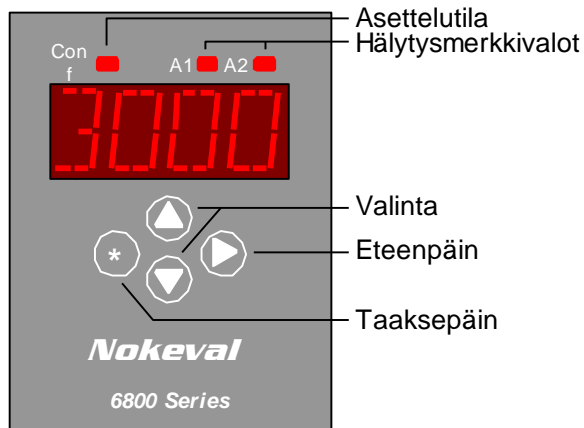 Asettelutila
Hälytysmerkkivalot
Con
f
A1
A2
3000
Valinta
Eteenpäin
*
Taaksepäin
Nokeval
6800 Series